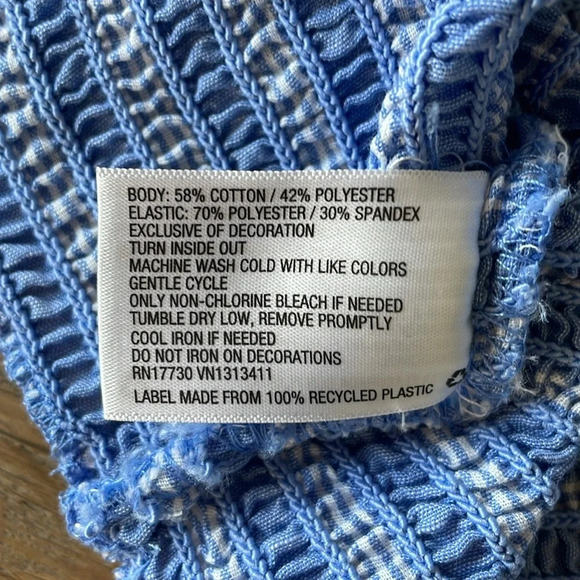 BODY: 58% COTTON / 42% POLYESTER
ELASTIC: 70% POLYESTER / 30% SPANDEX
EXCLUSIVE OF DECORATION
TURN INSIDE OUT
MACHINE WASH COLD WITH LIKE COLORS
GENTLE CYCLE
ONLY NON-CHLORINE BLEACH IF NEEDED
TUMBLE DRY LOW, REMOVE PROMPTLY
COOL IRON IF NEEDED
DO NOT IRON ON DECORATIONS
RN17730 VN1313411
LABEL MADE FROM 100% RECYCLED PLASTIC